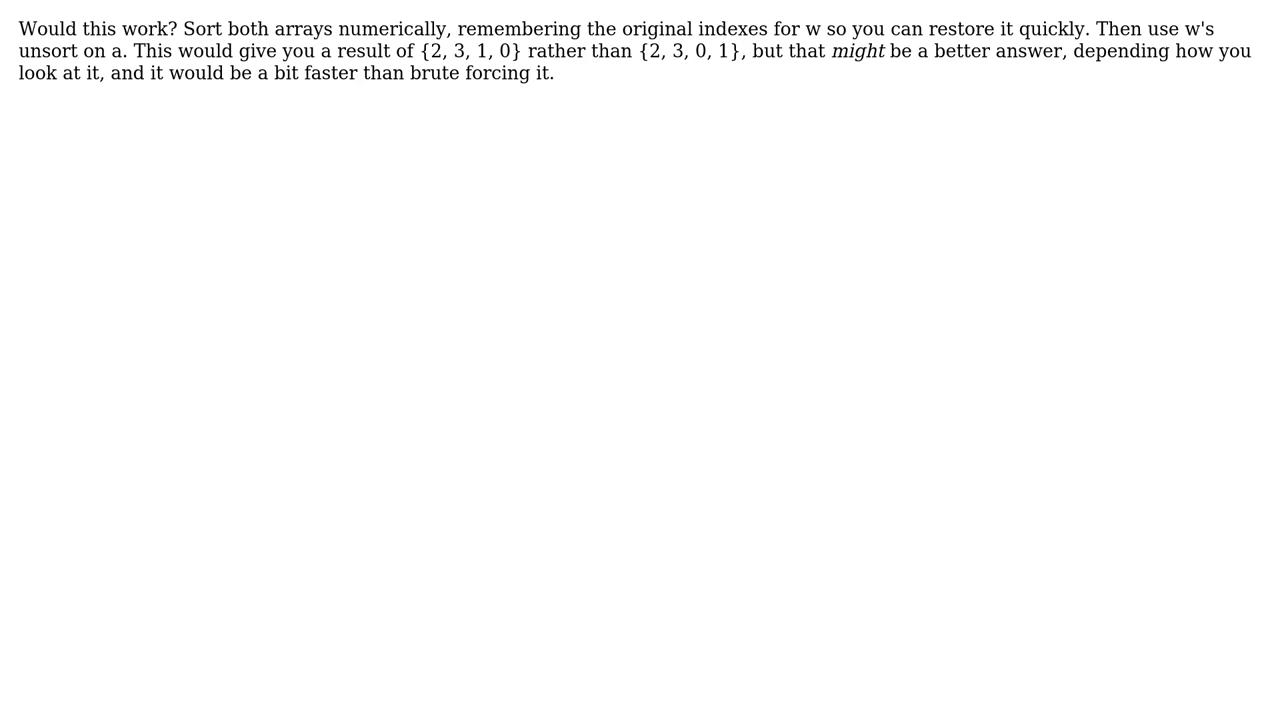 Would this work? Sort both arrays numerically, remembering the original indexes for w so you can restore it quickly. Then use w's
unsort on a. This would give you a result of {2, 3, 1, 0} rather than {2, 3, 0, 1}, but that might be a better answer, depending how you
look at it, and it would be a bit faster than brute forcing it.